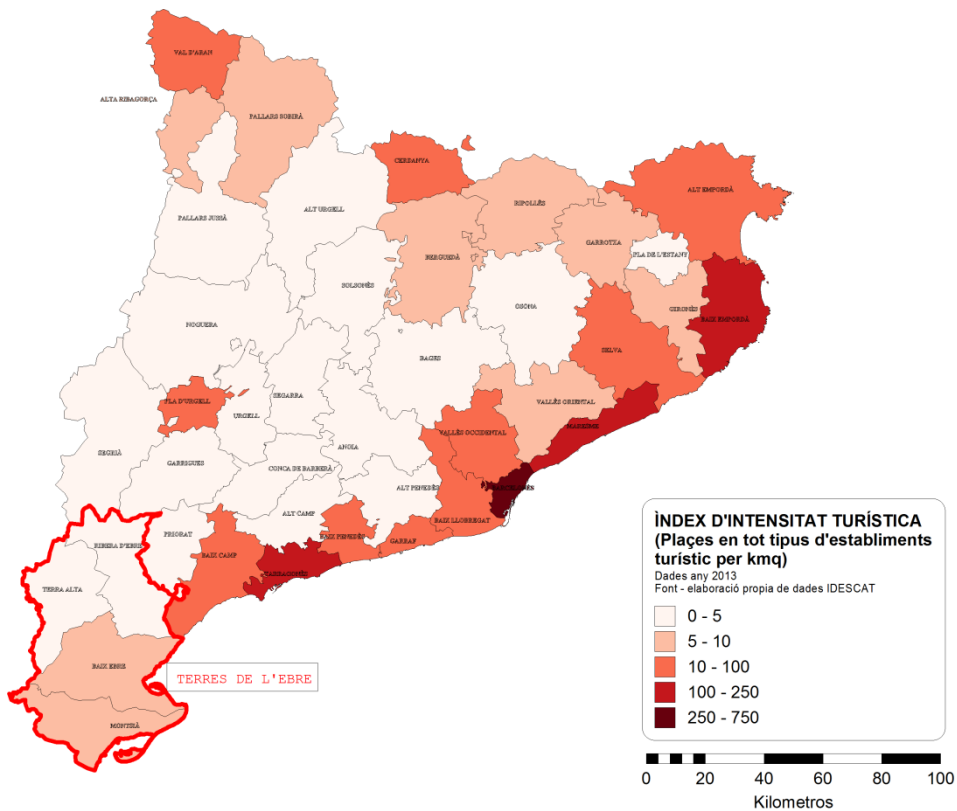 VAL D'ARAN
ALTA RIBAGORÇA
PALLARS SOBIRÀ
CERDANYA
ALT EMPORDÀ
RIPOLLÈS
ALT URGELL
PALLARS JUSSÀ
GARROTXA
PLA DE L'ESTANY
BERGUEDÀ
SOLSONÈS
OSONA
GIRONÈS
BAIX EMPORDÀ
NOGUERA
SELVA
BAGES
SEGARRA
PLA D'URGELL
VALLÈS ORIENTAL
URGELL
MARESME
VALLÈS OCCIDENTAL
ANOIA
SEGRIÀ
GARRIGUES
CONCA DE BARBERÀ
ALT PENEDÈS
BARCELONÈS
ALT CAMP
BAIX LLOBREGAT
PRIORAT
BAIX PENEDÈS
GARRAF
RIBERA D'EBRE
BAIX CAMP
TARRAGONÈS
TERRA ALTA
BAIX EBRE
TERRES DE L'EBRE
MONTSIÀ
ÌNDEX D'INTENSITAT TURÍSTICA
(Plaçes en tot tipus d'establiments
turístic per kmq)
Dades any 2013
Font - elaboració propia de dades IDESCAT
0 - 5
5 - 10
10 - 100
100 - 250
250 - 750
0 10 20 40 60 80 100
Kilometros